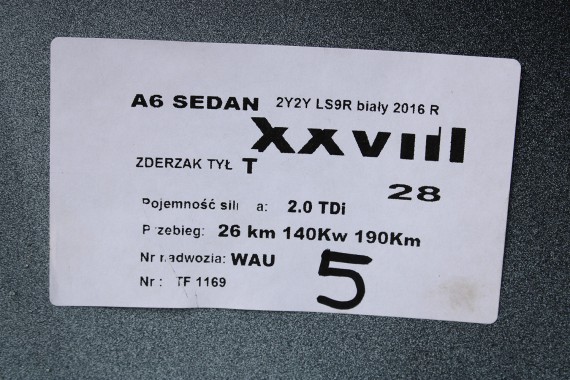 A6 SEDAN 2Y2Y LS9R biały 2016 R
XXVIII
ZDERZAK TYŁ T
28
Pojemność sili a: 2.0 TDi
Przebieg: 26 km 140Kw 190Km
Nr nadwozia: WAU
5
Nr : TF 1169